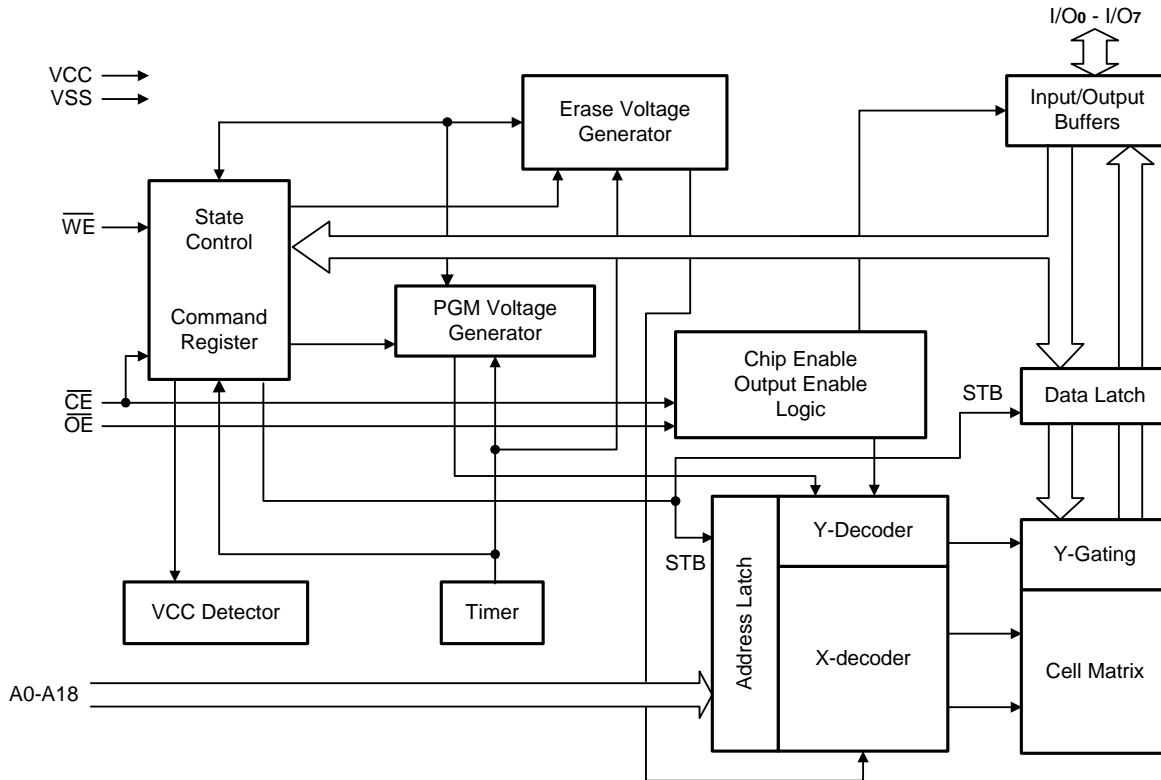 I/O0 - I/O7
VCC
VSS
Erase Voltage
Generator
Input/Output
Buffers
WE
State
Control
Command
Register
PGM Voltage
Generator
Chip Enable
Output Enable
Logic
CE
OE
STB
Data Latch
Y-Decoder
Y-Gating
STB
Address Latch
VCC Detector
Timer
X-decoder
Cell Matrix
A0-A18